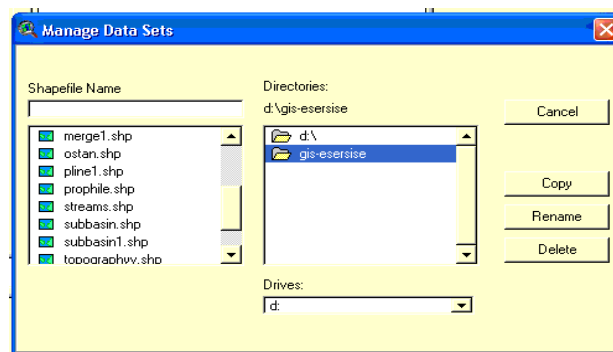 Manage Data Sets
Shapefile Name
merge1.shp
ostan.shp
pline1.shp
prophile.shp
streams.shp
subbasin.shp
subbasin1.shp
topographyy.shp
Directories:
d:\gis-esersise
d:\
gis-esersise
Drives:
d:
Cancel
Copy
Rename
Delete